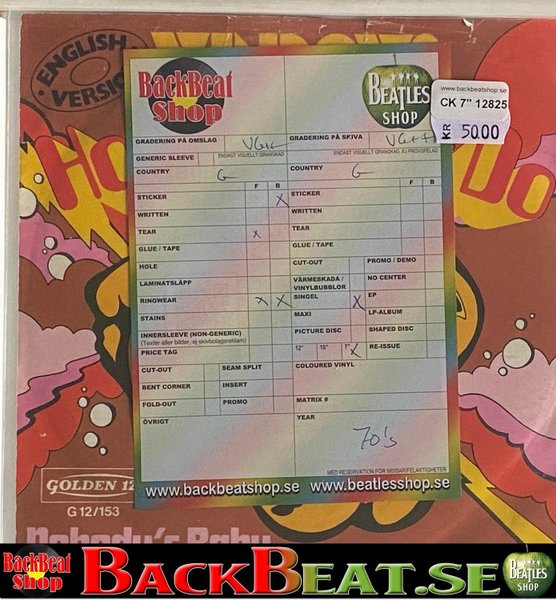 ENGLISH
VERSION
BackBeat
Shop
BEATLES
SHOP
www.backbeatshop.se
CK 7" 12825
KR 50.00
GRADERING PÅ OMSLAG
GRADERING PÅ SKIVA
GENERIC SLEEVE
ENDAST VISUELLT GRANSKAD
ENDAST VISUELLT GRANSKAD, EJ PROVSPELAD
COUNTRY G
COUNTRY G
F B
F B
STICKER X
STICKER
WRITTEN
WRITTEN
TEAR X
TEAR
GLUE / TAPE
GLUE / TAPE
HOLE
CUT-OUT
PROMO / DEMO
LAMINATSLÄPP
VÄRMESKADA /
VINYLBUBBLOR
NO CENTER
RINGWEAR X X
SINGEL X
EP
STAINS
MAXI
LP-ALBUM
INNERSLEEVE (NON-GENERIC)
(Texter eller bilder, ej skivbolagsreklam)
PICTURE DISC
SHAPED DISC
PRICE TAG
12" 10" 7" X
RE-ISSUE
CUT-OUT
SEAM SPLIT
COLOURED VINYL
BENT CORNER
INSERT
FOLD-OUT
PROMO
MATRIX #
ÖVRIGT
YEAR
70's
MED RESERVATION FÖR MISSAR/FELAKTIGHETER
www.backbeatshop.se
www.beatlesshop.se
GOLDEN 12
G 12/153
Nobody's Baby
BackBeat
Shop
BACKBEAT.SE
BEATLES
SHOP